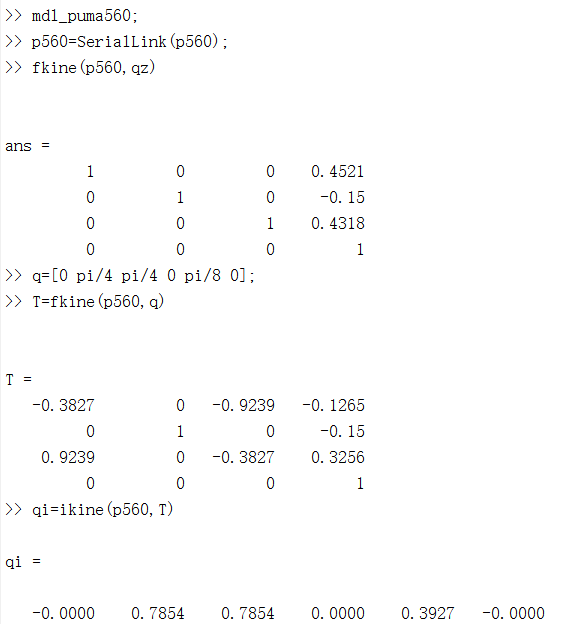 >> mdl_puma560;
>> p560=SerialLink(p560);
>> fkine(p560,qz)
ans =
1 0 0 0.4521
0 1 0 -0.15
0 0 1 0.4318
0 0 0 1
>> q=[0 pi/4 pi/4 0 pi/8 0];
>> T=fkine(p560,q)
T =
-0.3827 0 -0.9239 -0.1265
0 1 0 -0.15
0.9239 0 -0.3827 0.3256
0 0 0 1
>> qi=ikine(p560,T)
qi =
-0.0000 0.7854 0.7854 0.0000 0.3927 -0.0000